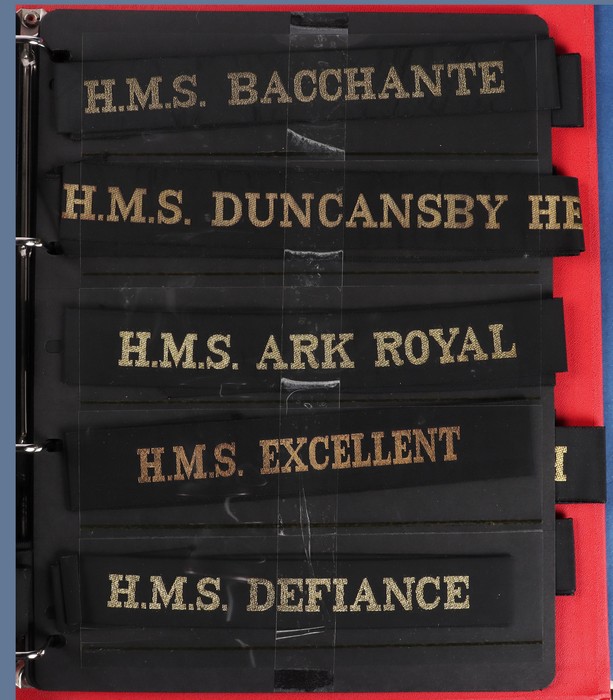 H.M.S. BACCHANTE
H.M.S. DUNCANSBY HE
H.M.S. ARK ROYAL
H.M.S. EXCELLENT
H
H.M.S. DEFIANCE